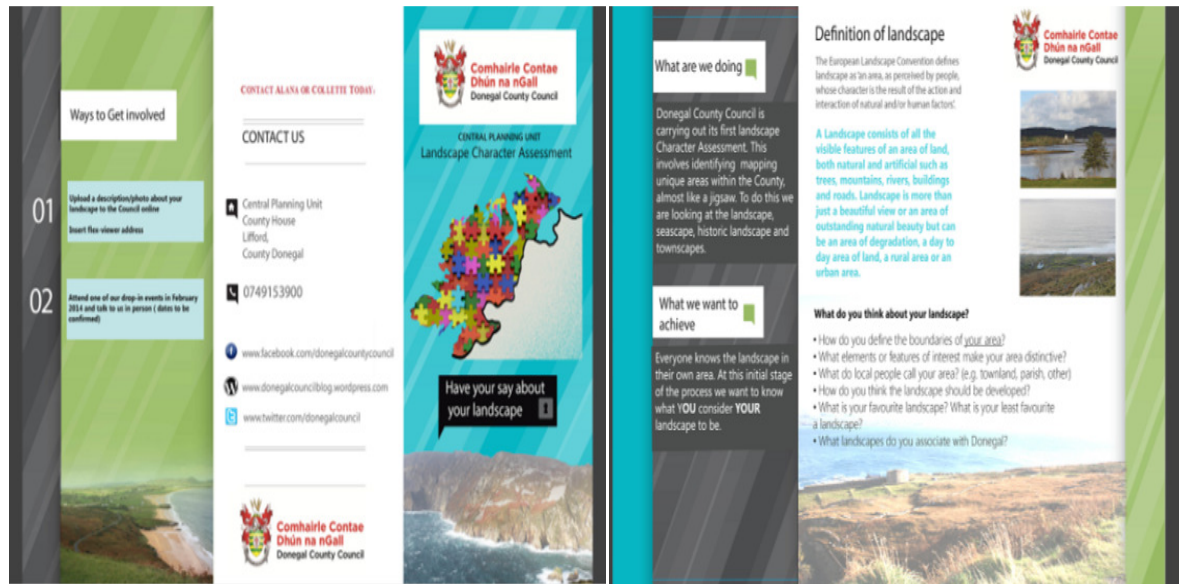 Ways to Get involved
01
Upload a description/photo about your
landscape to the Council online
Insert flex-viewer address
02
Attend one of our drop-in events in February
2014 and talk to us in person ( dates to be
confirmed)
CONTACT ALANA OR COLLETTE TODAY:
CONTACT US
Central Planning Unit
County House
Lifford,
County Donegal
0749153900
www.facebook.com/donegalcountycouncil
www.donegalcouncilblog.wordpress.com
www.twitter.com/donegalcouncil
Comhairle Contae
Dhún na nGall
Donegal County Council
Comhairle Contae
Dhún na nGall
Donegal County Council
CENTRAL PLANNING UNIT
Landscape Character Assessment
Have your say about
your landscape
What are we doing
Donegal County Council is
carrying out its first landscape
Character Assessment. This
involves identifying mapping
unique areas within the County,
almost like a jigsaw. To do this we
are looking at the landscape,
seascape, historic landscape and
townscapes.
What we want to
achieve
Everyone knows the landscape in
their own area. At this initial stage
of the process we want to know
what YOU consider YOUR
landscape to be.
Definition of landscape
The European Landscape Convention defines
landscape as 'an area, as perceived by people,
whose character is the result of the action and
interaction of natural and/or human factors'.
A Landscape consists of all the
visible features of an area of land,
both natural and artificial such as
trees, mountains, rivers, buildings
and roads. Landscape is more than
just a beautiful view or an area of
outstanding natural beauty but can
be an area of degradation, a day to
day area of land, a rural area or an
urban area.
Comhairle Contae
Dhún na nGall
Donegal County Council
What do you think about your landscape?
• How do you define the boundaries of your area?
• What elements or features of interest make your area distinctive?
• What do local people call your area? (e.g. townland, parish, other)
• How do you think the landscape should be developed?
• What is your favourite landscape? What is your least favourite
a landscape?
• What landscapes do you associate with Donegal?